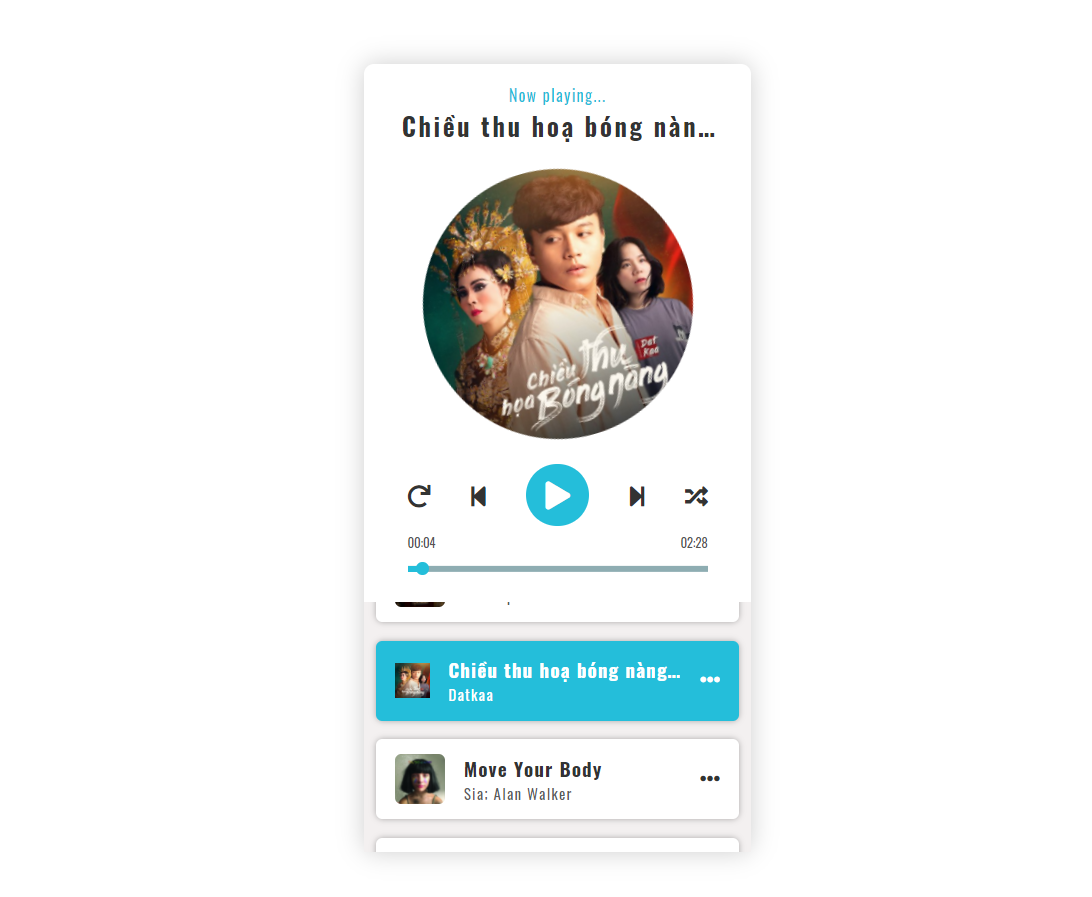 Now playing...
Chiều thu hoạ bóng nàn...
Dat
Kaa
Chiều thu
họa Bóng nàng
00:04
02:28
Chiều thu hoạ bóng nàng...
Datkaa
Move Your Body
Sia; Alan Walker